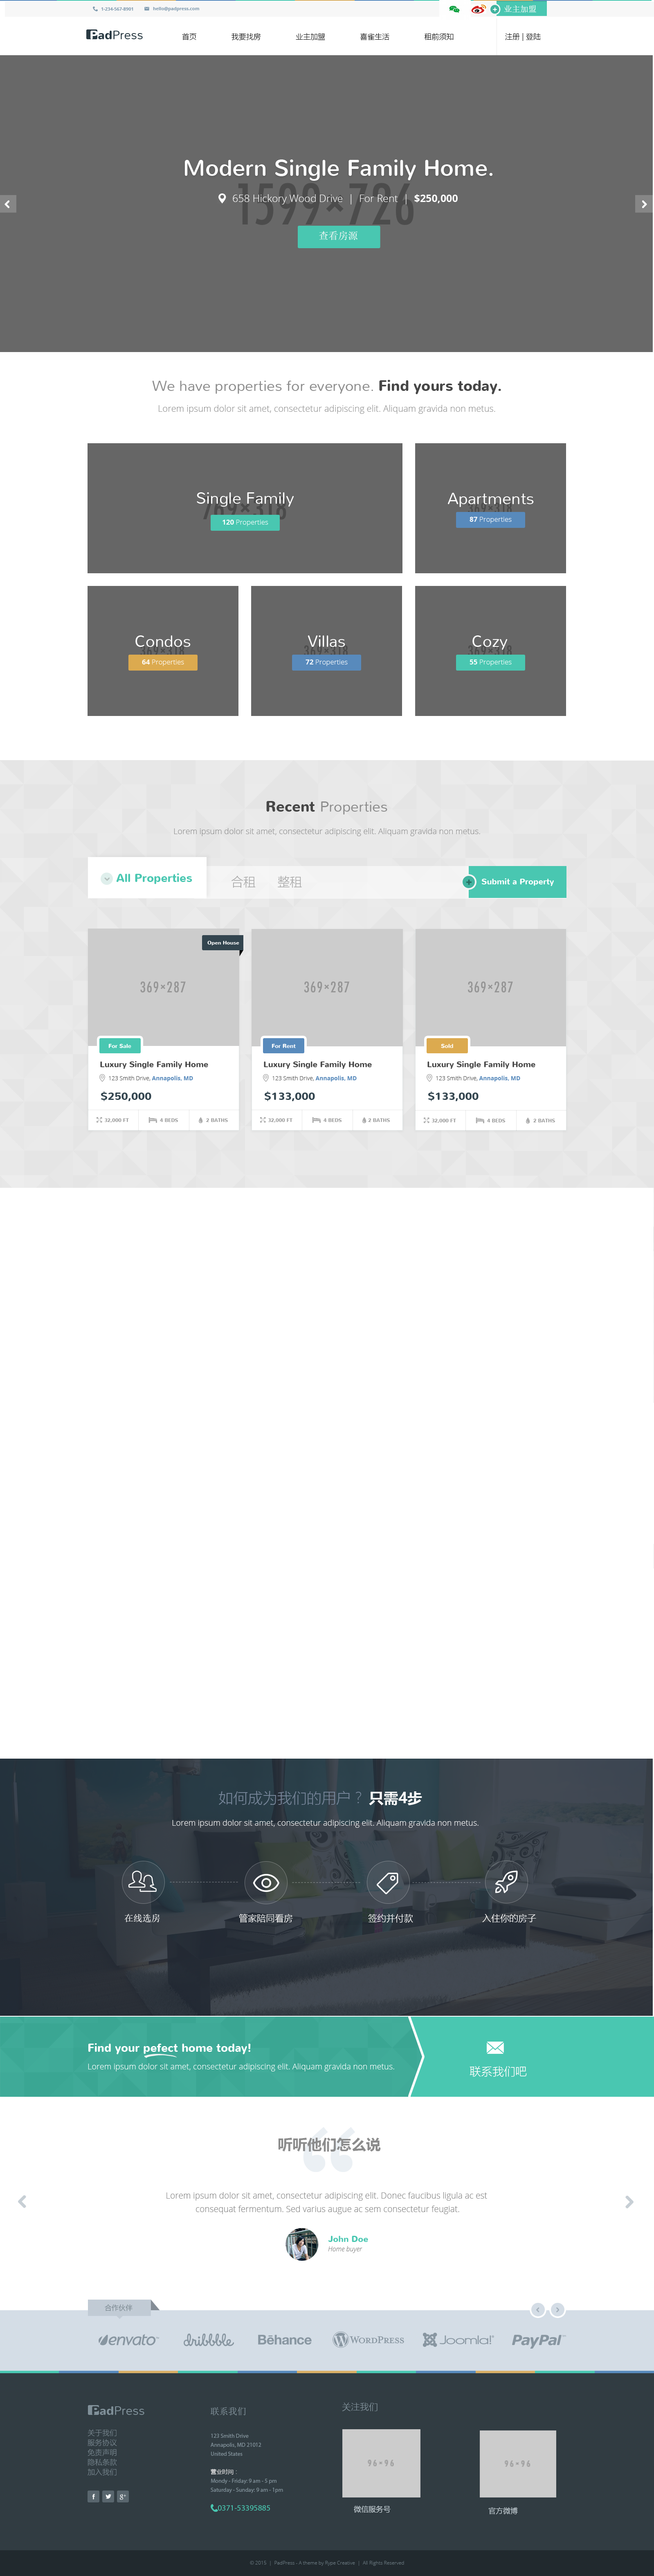 1-234-567-8901
hello@padpress.com
业主加盟
PadPress
首页
我要找房
业主加盟
喜雀生活
租前须知
注册 | 登陆
1599×726
Modern Single Family Home.
658 Hickory Wood Drive | For Rent | $250,000
查看房源
We have properties for everyone. Find yours today.
Lorem ipsum dolor sit amet, consectetur adipiscing elit. Aliquam gravida non metus.
769×318
Single Family
120 Properties
369×318
Apartments
87 Properties
369×318
Condos
64 Properties
369×318
Villas
72 Properties
369×318
Cozy
55 Properties
Recent Properties
Lorem ipsum dolor sit amet, consectetur adipiscing elit. Aliquam gravida non metus.
All Properties
合租
整租
Submit a Property
Open House
369×287
For Sale
Luxury Single Family Home
123 Smith Drive, Annapolis, MD
$250,000
32,000 FT
4 BEDS
2 BATHS
369×287
For Rent
Luxury Single Family Home
123 Smith Drive, Annapolis, MD
$133,000
32,000 FT
4 BEDS
2 BATHS
369×287
Sold
Luxury Single Family Home
123 Smith Drive, Annapolis, MD
$133,000
32,000 FT
4 BEDS
2 BATHS
如何成为我们的用户？只需4步
Lorem ipsum dolor sit amet, consectetur adipiscing elit. Aliquam gravida non metus.
在线选房
管家陪同看房
签约并付款
入住你的房子
Find your pefect home today!
Lorem ipsum dolor sit amet, consectetur adipiscing elit. Aliquam gravida non metus.
联系我们吧
听听他们怎么说
Lorem ipsum dolor sit amet, consectetur adipiscing elit. Donec faucibus ligula ac est
consequat fermentum. Sed varius augue ac sem consectetur feugiat.
John Doe
Home buyer
合作伙伴
envato
dribbble
Bēhance
WORDPRESS
Joomla!
PayPal
PadPress
关于我们
服务协议
免责声明
隐私条款
加入我们
联系我们
123 Smith Drive
Annapolis, MD 21012
United States
营业时间:
Mondy - Friday: 9 am - 5 pm
Saturday - Sunday: 9 am - 1pm
0371-53395885
关注我们
96×96
微信服务号
96×96
官方微博
© 2015 | PadPress - A theme by Rype Creative | All Rights Reserved